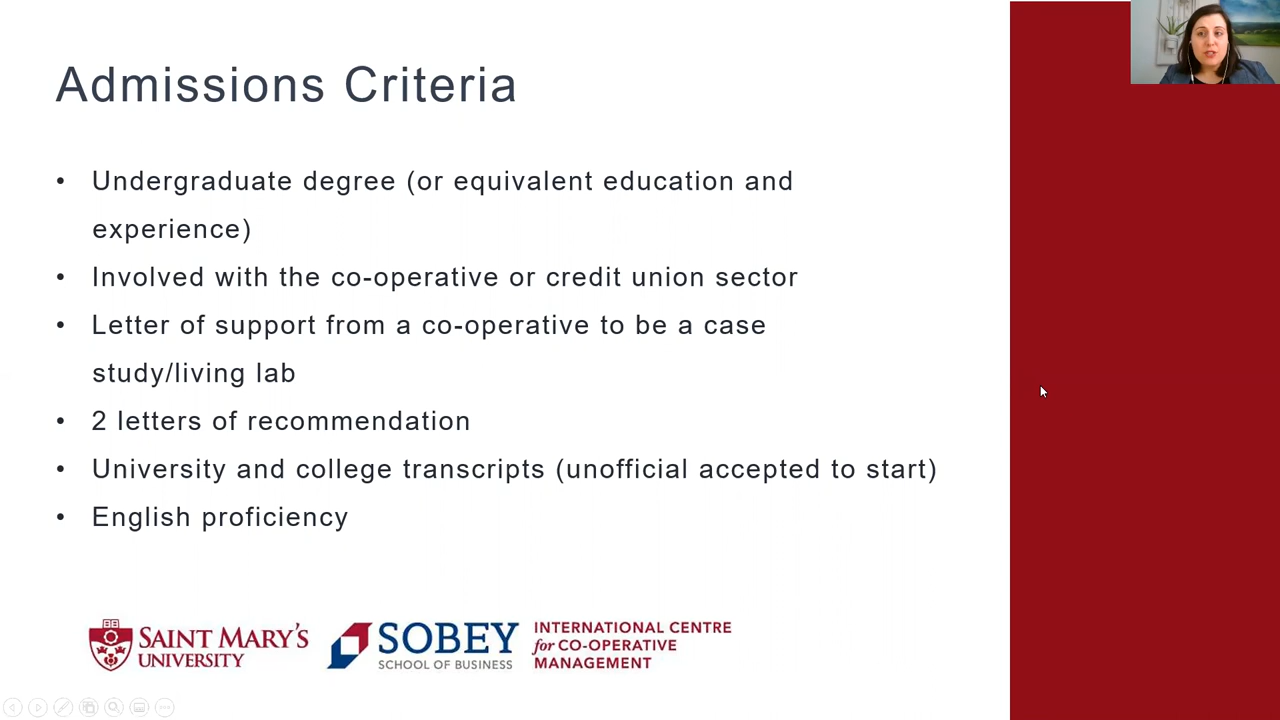 Admissions Criteria
• Undergraduate degree (or equivalent education and
experience)
• Involved with the co-operative or credit union sector
• Letter of support from a co-operative to be a case
study/living lab
• 2 letters of recommendation
• University and college transcripts (unofficial accepted to start)
• English proficiency
SAINT MARY'S
UNIVERSITY
SOBEY
SCHOOL OF BUSINESS
INTERNATIONAL CENTRE
for CO-OPERATIVE
MANAGEMENT